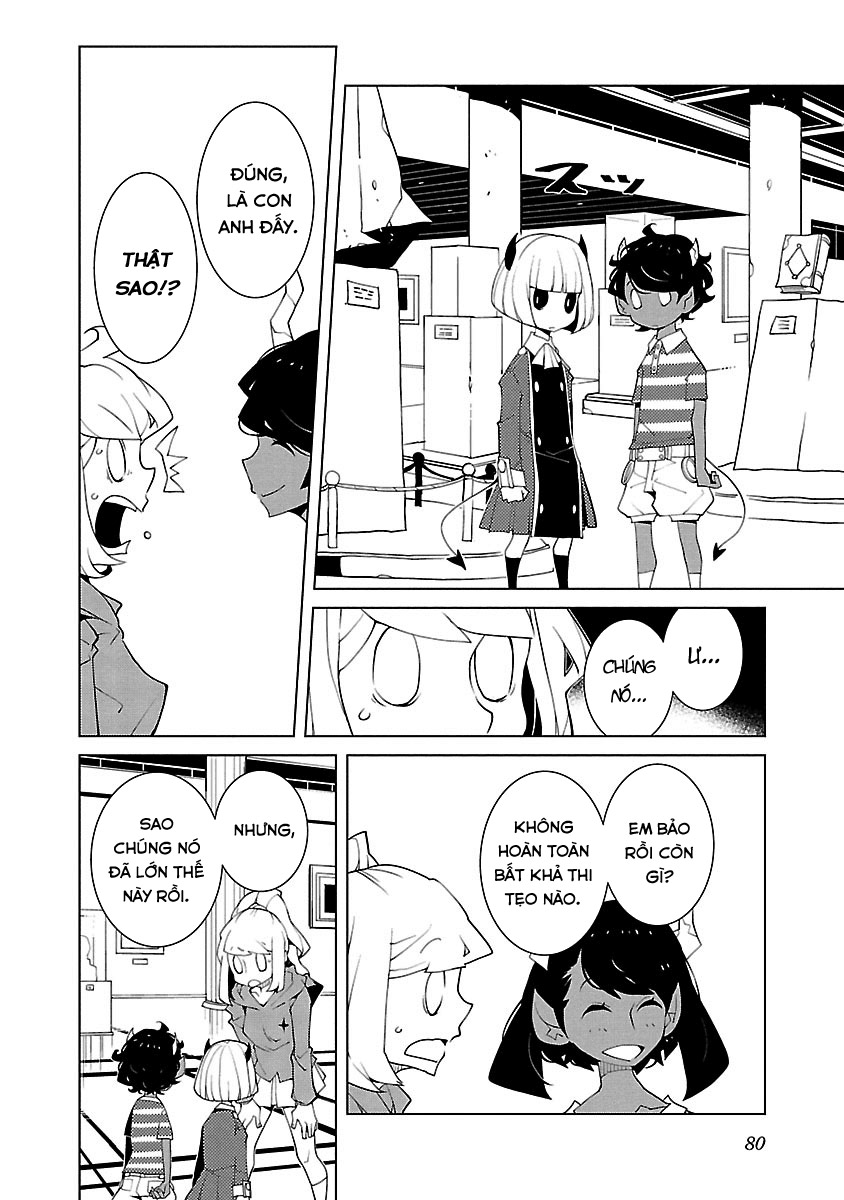 スッ
ĐÚNG,
LÀ CON
ANH ĐẤY.
THẬT
SAO!?
Ư...
CHÚNG
NÓ...
EM BẢO
RỒI CÒN
GÌ?
KHÔNG
HOÀN TOÀN
BẤT KHẢ THI
TẸO NÀO.
NHƯNG,
SAO
CHÚNG NÓ
ĐÃ LỚN THẾ
NÀY RỒI.
80